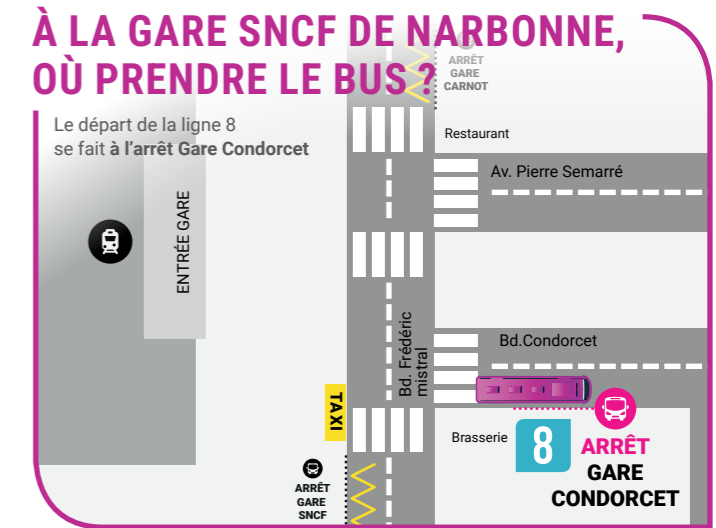 À LA GARE SNCF DE NARBONNE,
OÙ PRENDRE LE BUS ?
ARRÊT
GARE
CARNOT
Le départ de la ligne 8
se fait à l'arrêt Gare Condorcet
Restaurant
Av. Pierre Semarré
ENTRÉE GARE
Bd. Frédéric
mistral
Bd.Condorcet
TAXI
Brasserie
8
ARRÊT
GARE
CONDORCET
ARRÊT
GARE
SNCF